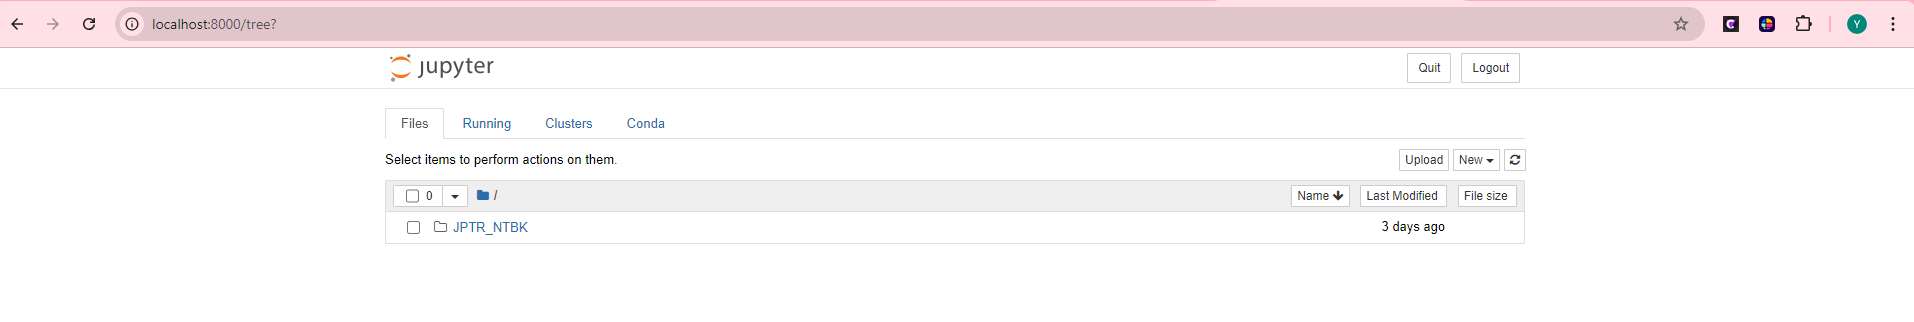 localhost:8000/tree?
Y
jupyter
Quit Logout
Files Running Clusters Conda
Select items to perform actions on them.
Upload New
0 / Name Last Modified File size
JPTR_NTBK 3 days ago